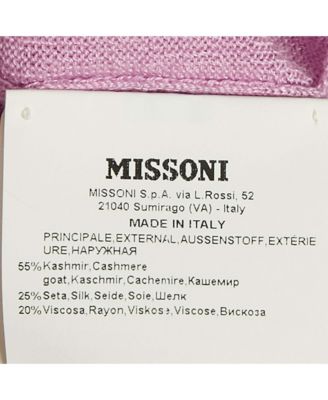 MISSONI
MISSONI S.p.A. via L.Rossi, 52
21040 Sumirago (VA) - Italy
MADE IN ITALY
PRINCIPALE,EXTERNAL,AUSSENSTOFF,EXTÉRIE
URE,НАРУЖНАЯ
55%Kashmir,Cashmere
goat,Kaschmir,Cachemire,Кашемир
25%Seta,Silk,Seide,Soie,Шелк
20%Viscosa,Rayon,Viskose,Viscose,Вискоза